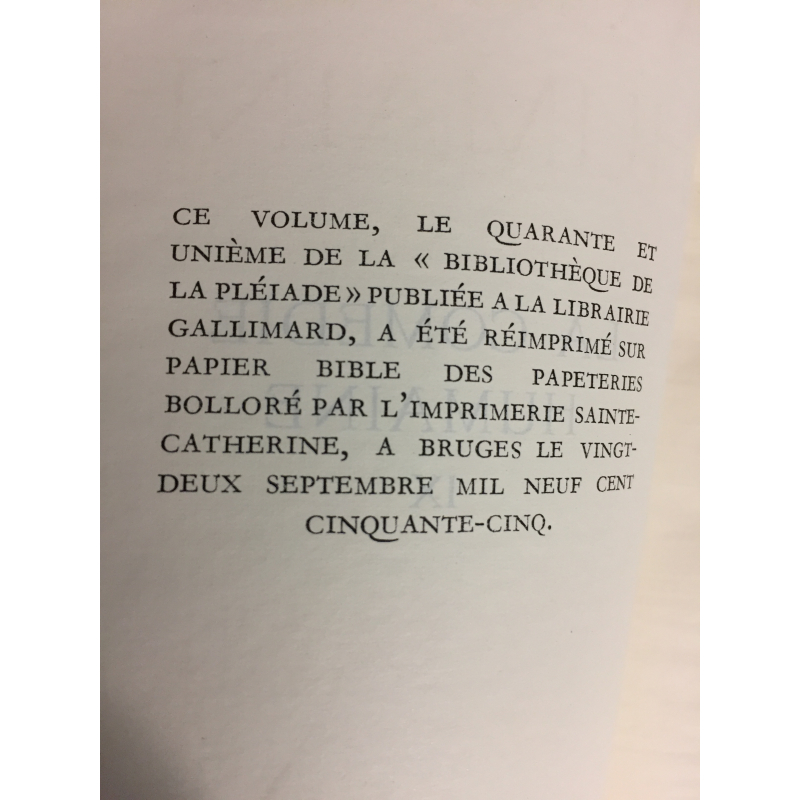 CE VOLUME, LE QUARANTE ET
UNIÈME DE LA « BIBLIOTHÈQUE DE
LA PLÉIADE » PUBLIÉE A LA LIBRAIRIE
GALLIMARD, A ÉTÉ RÉIMPRIMÉ SUR
PAPIER BIBLE DES PAPETERIES
BOLLORÉ PAR L'IMPRIMERIE SAINTE-
CATHERINE, A BRUGES LE VINGT-
DEUX SEPTEMBRE MIL NEUF CENT
CINQUANTE-CINQ.